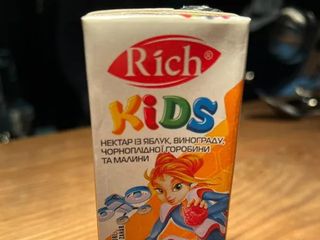 Rich®
KiDS
НЕКТАР ІЗ ЯБЛУК, ВИНОГРАДУ,
ЧОРНОПЛІДНОЇ ГОРОБИНИ
ТА МАЛИНИ